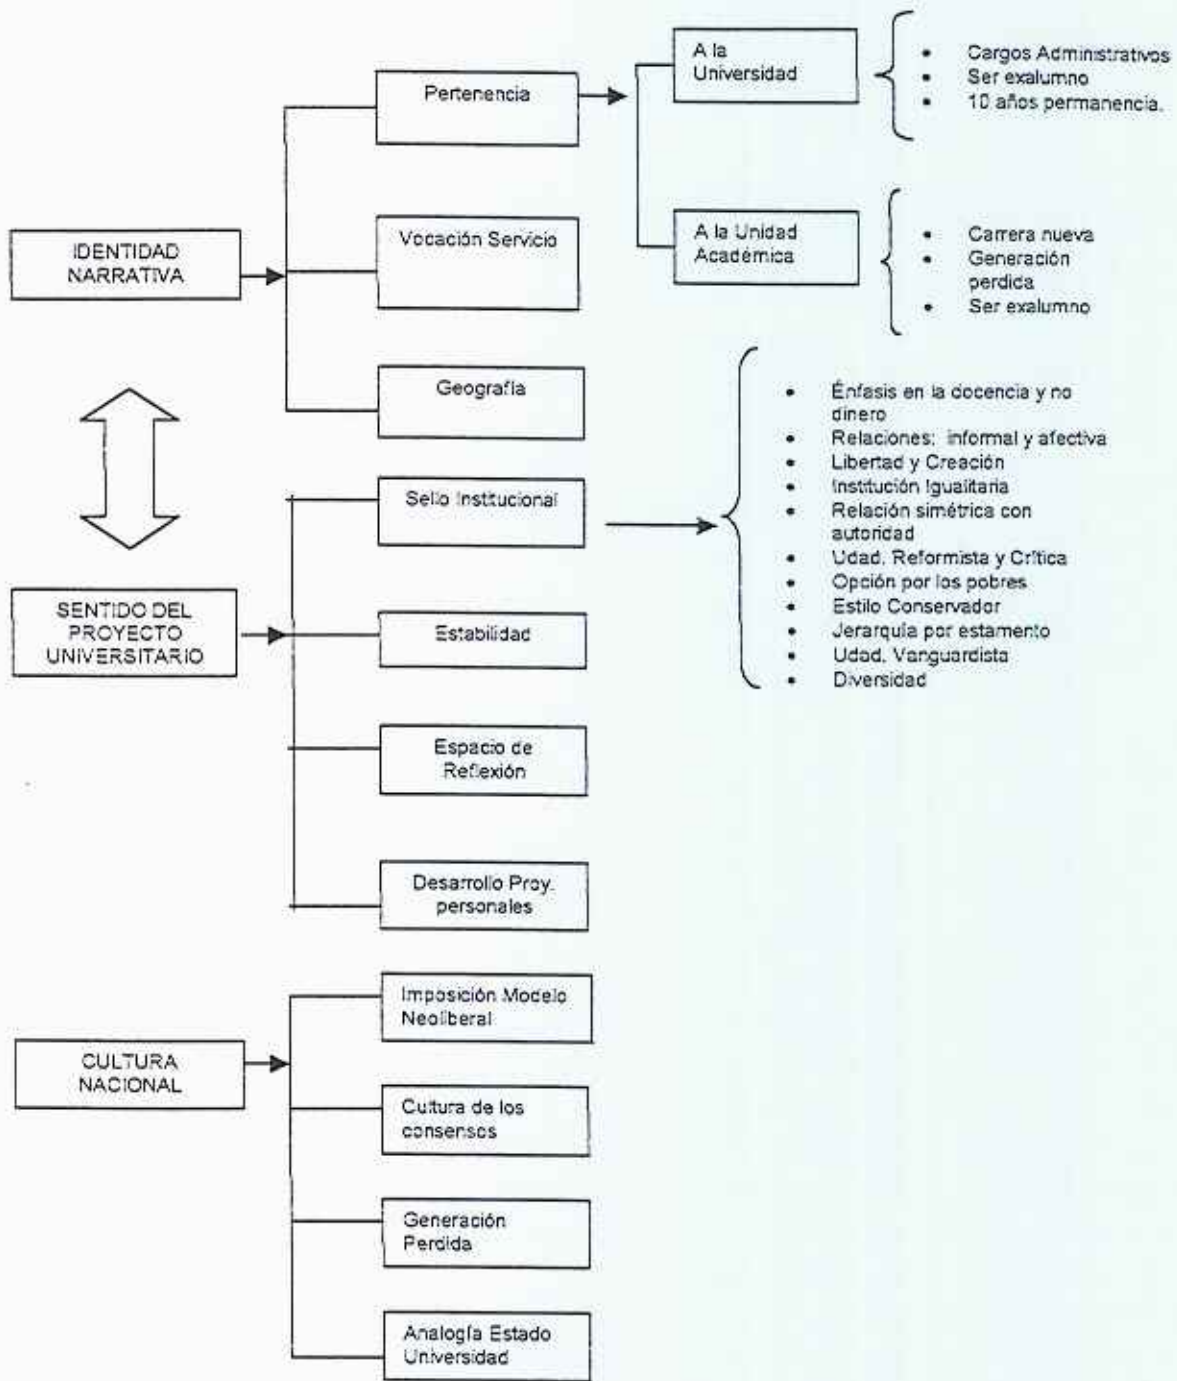 A la
Universidad
Cargos Administrativos
Ser exalumno
10 años permanencia.
Pertenencia
IDENTIDAD
NARRATIVA
Vocación Servicio
A la Unidad
Académica
Carrera nueva
Generación
perdida
Ser exalumno
Geografía
Sello Institucional
Énfasis en la docencia y no
dinero
Relaciones: informal y afectiva
Libertad y Creación
Institución Igualitaria
Relación simétrica con
autoridad
Udad. Reformista y Crítica
Opción por los pobres
Estilo Conservador
Jerarquía por estamento
Udad. Vanguardista
Diversidad
SENTIDO DEL
PROYECTO
UNIVERSITARIO
Estabilidad
Espacio de
Reflexión
Desarrollo Proy.
personales
Imposición Modelo
Neoliberal
CULTURA
NACIONAL
Cultura de los
consensos
Generación
Perdida
Analogía Estado
Universidad